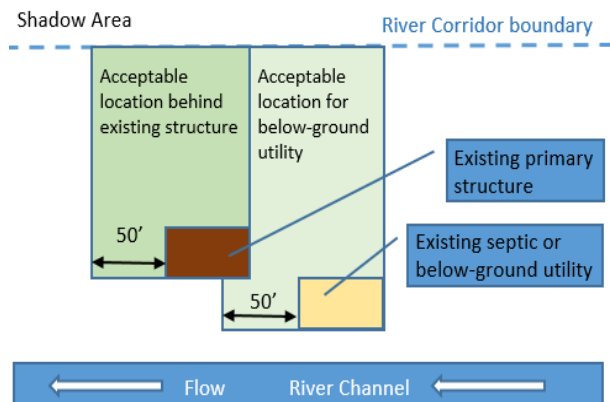 Shadow Area
River Corridor boundary
Acceptable
location behind
existing structure
Acceptable
location for
below-ground
utility
Existing primary
structure
50’
Existing septic or
below-ground utility
50’
Flow
River Channel